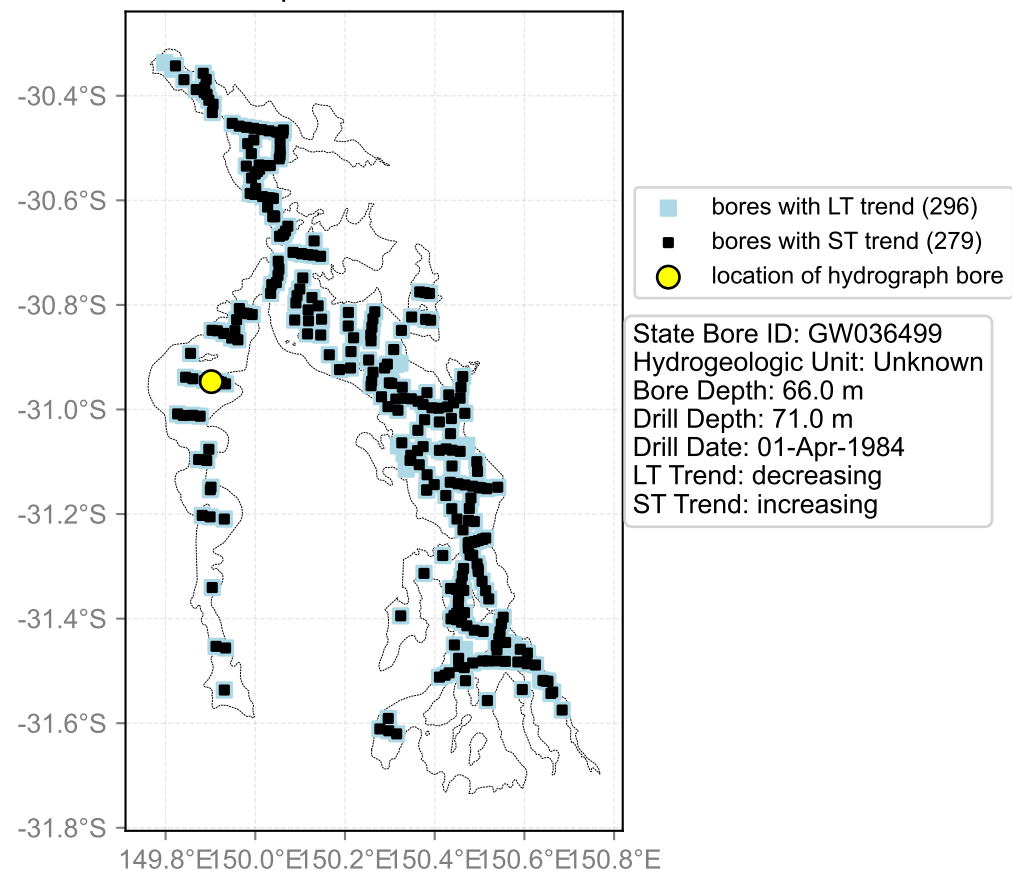 -30.4°S
-30.6°S
-30.8°S
-31.0°S
-31.2°S
-31.4°S
-31.6°S
-31.8°S
149.8°E150.0°E150.2°E150.4°E150.6°E150.8°E
bores with LT trend (296)
bores with ST trend (279)
location of hydrograph bore
State Bore ID: GW036499
Hydrogeologic Unit: Unknown
Bore Depth: 66.0 m
Drill Depth: 71.0 m
Drill Date: 01-Apr-1984
LT Trend: decreasing
ST Trend: increasing